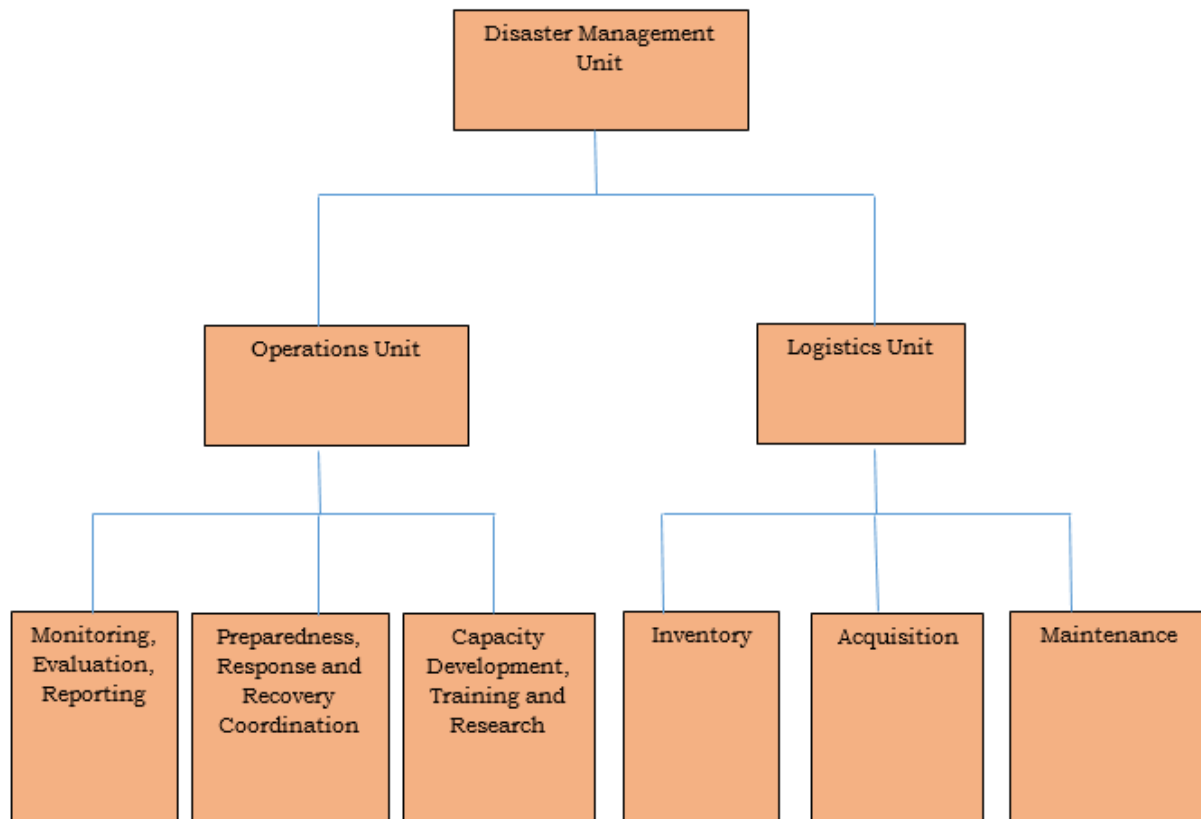 Disaster Management
Unit
Operations Unit
Logistics Unit
Monitoring,
Evaluation,
Reporting
Preparedness,
Response and
Recovery
Coordination
Capacity
Development,
Training and
Research
Inventory
Acquisition
Maintenance